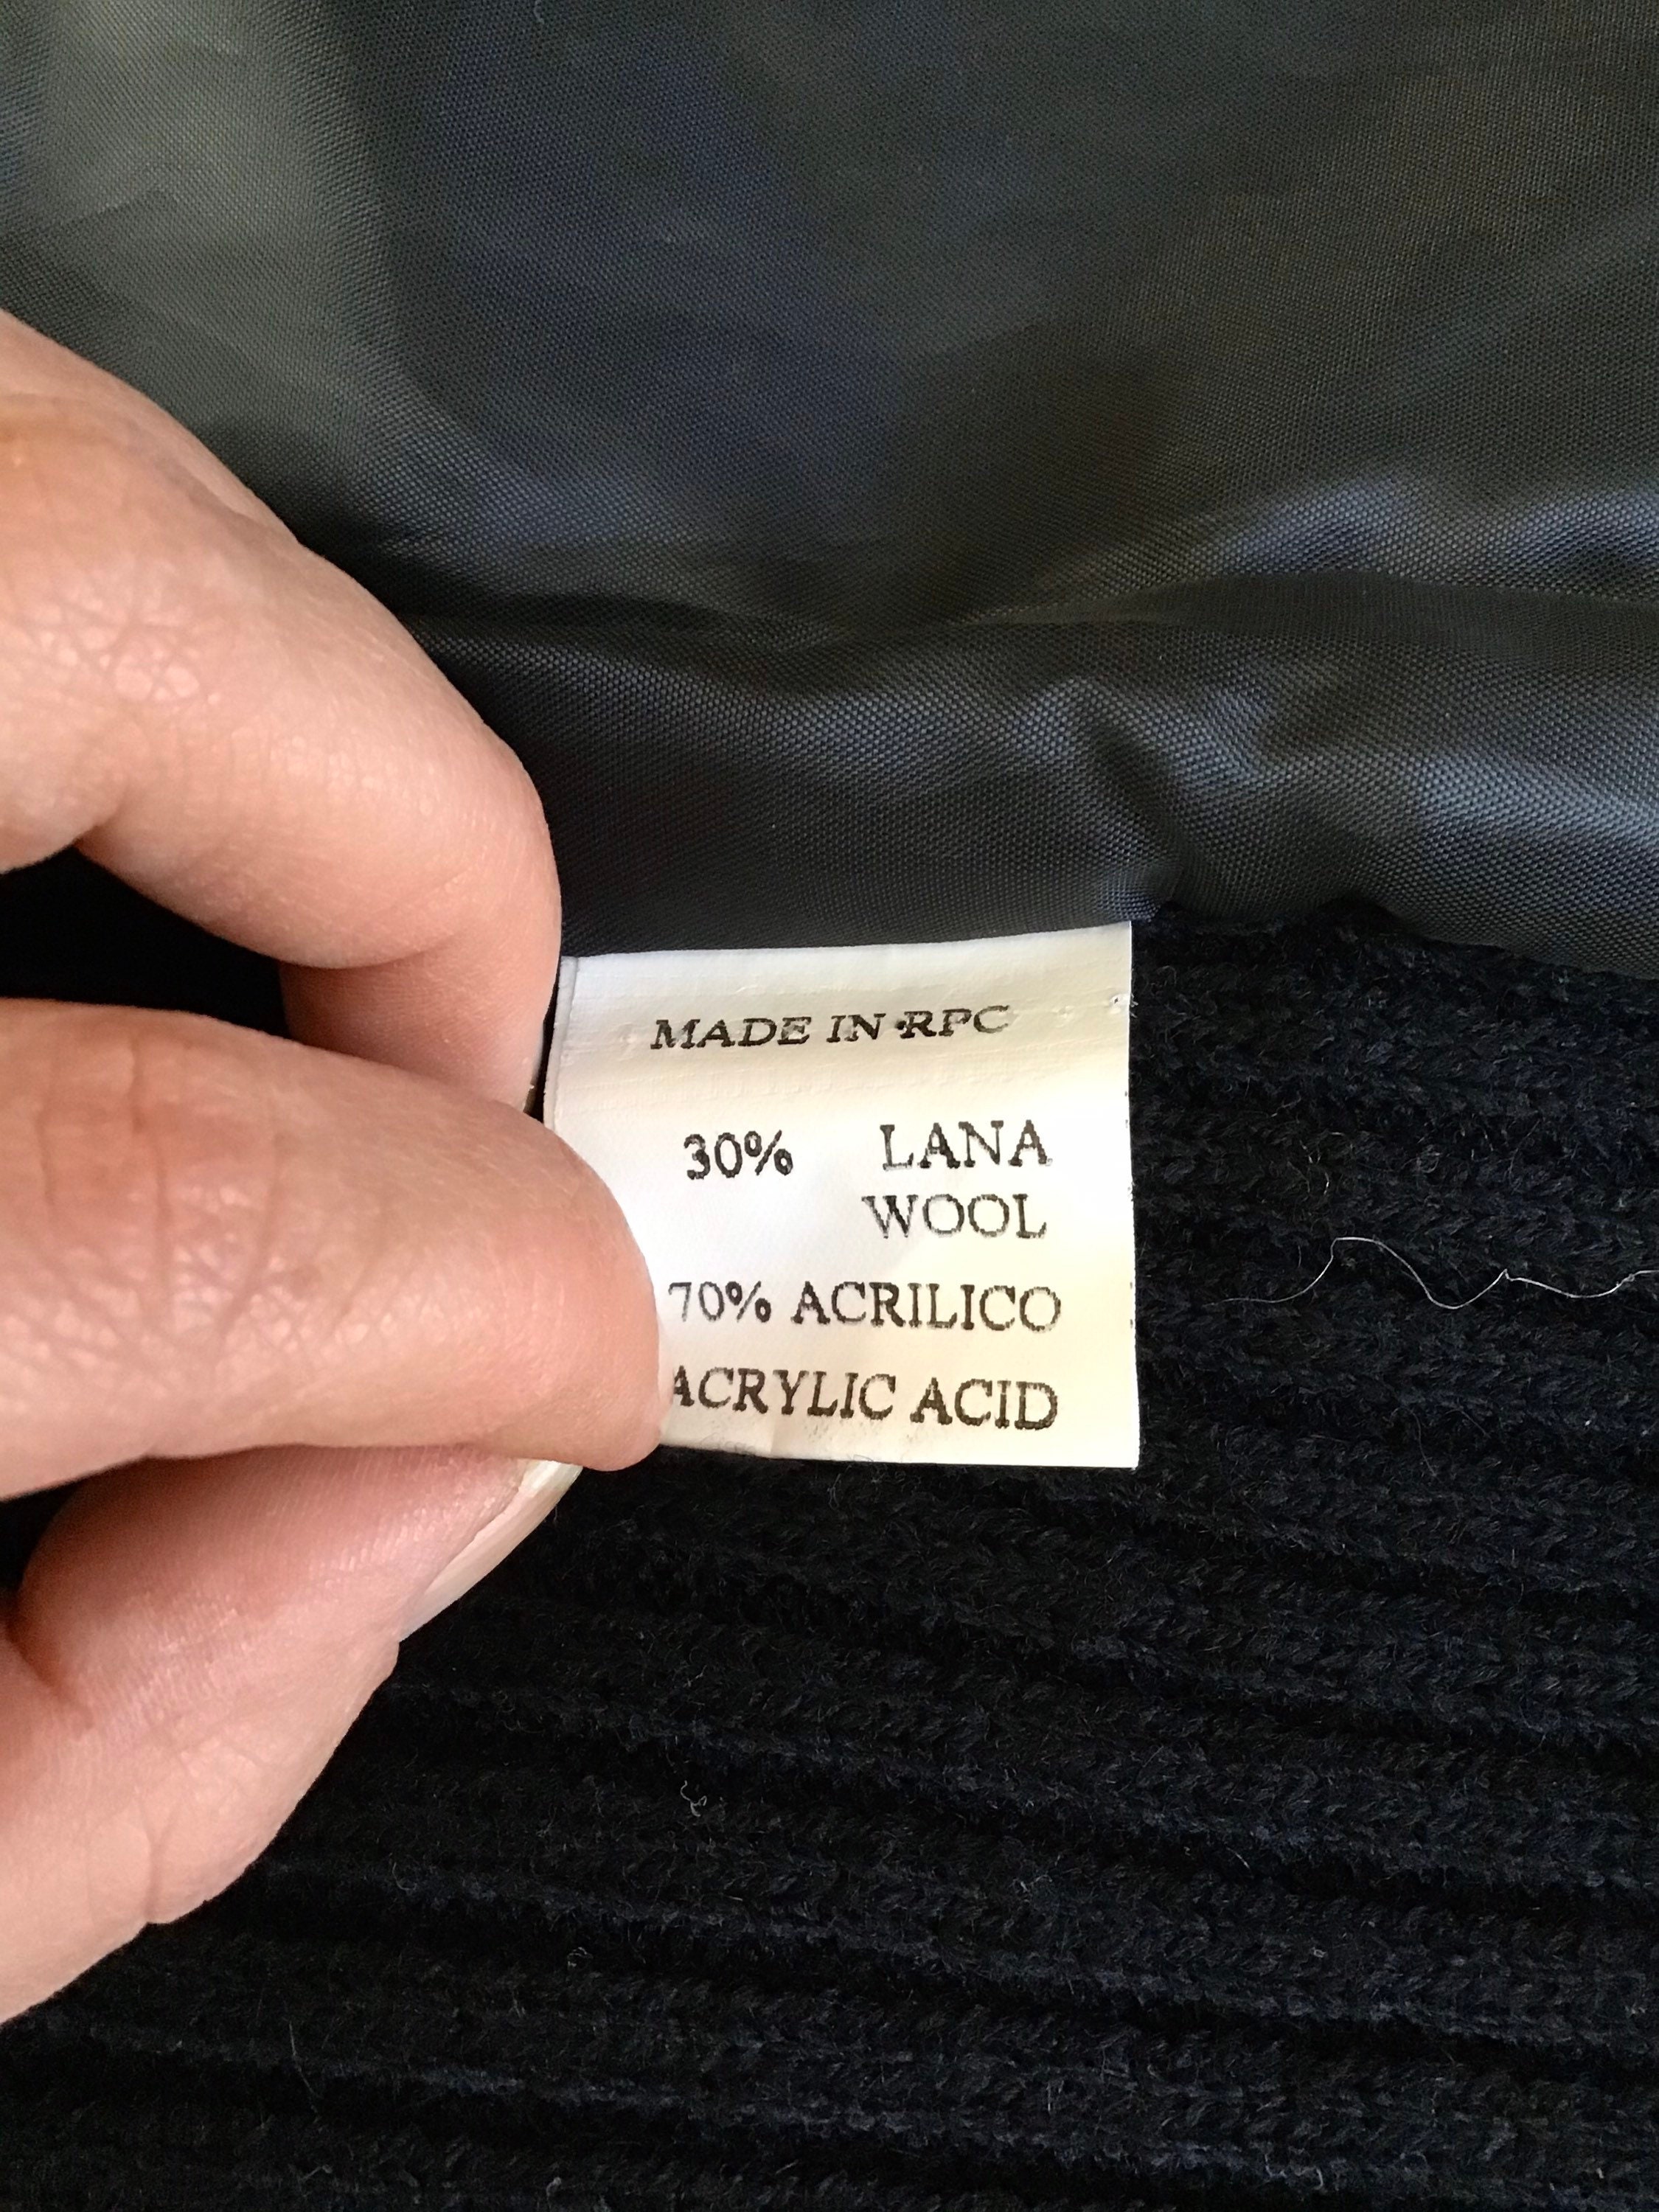 MADE IN RPC
30% LANA
WOOL
70% ACRILICO
ACRYLIC ACID